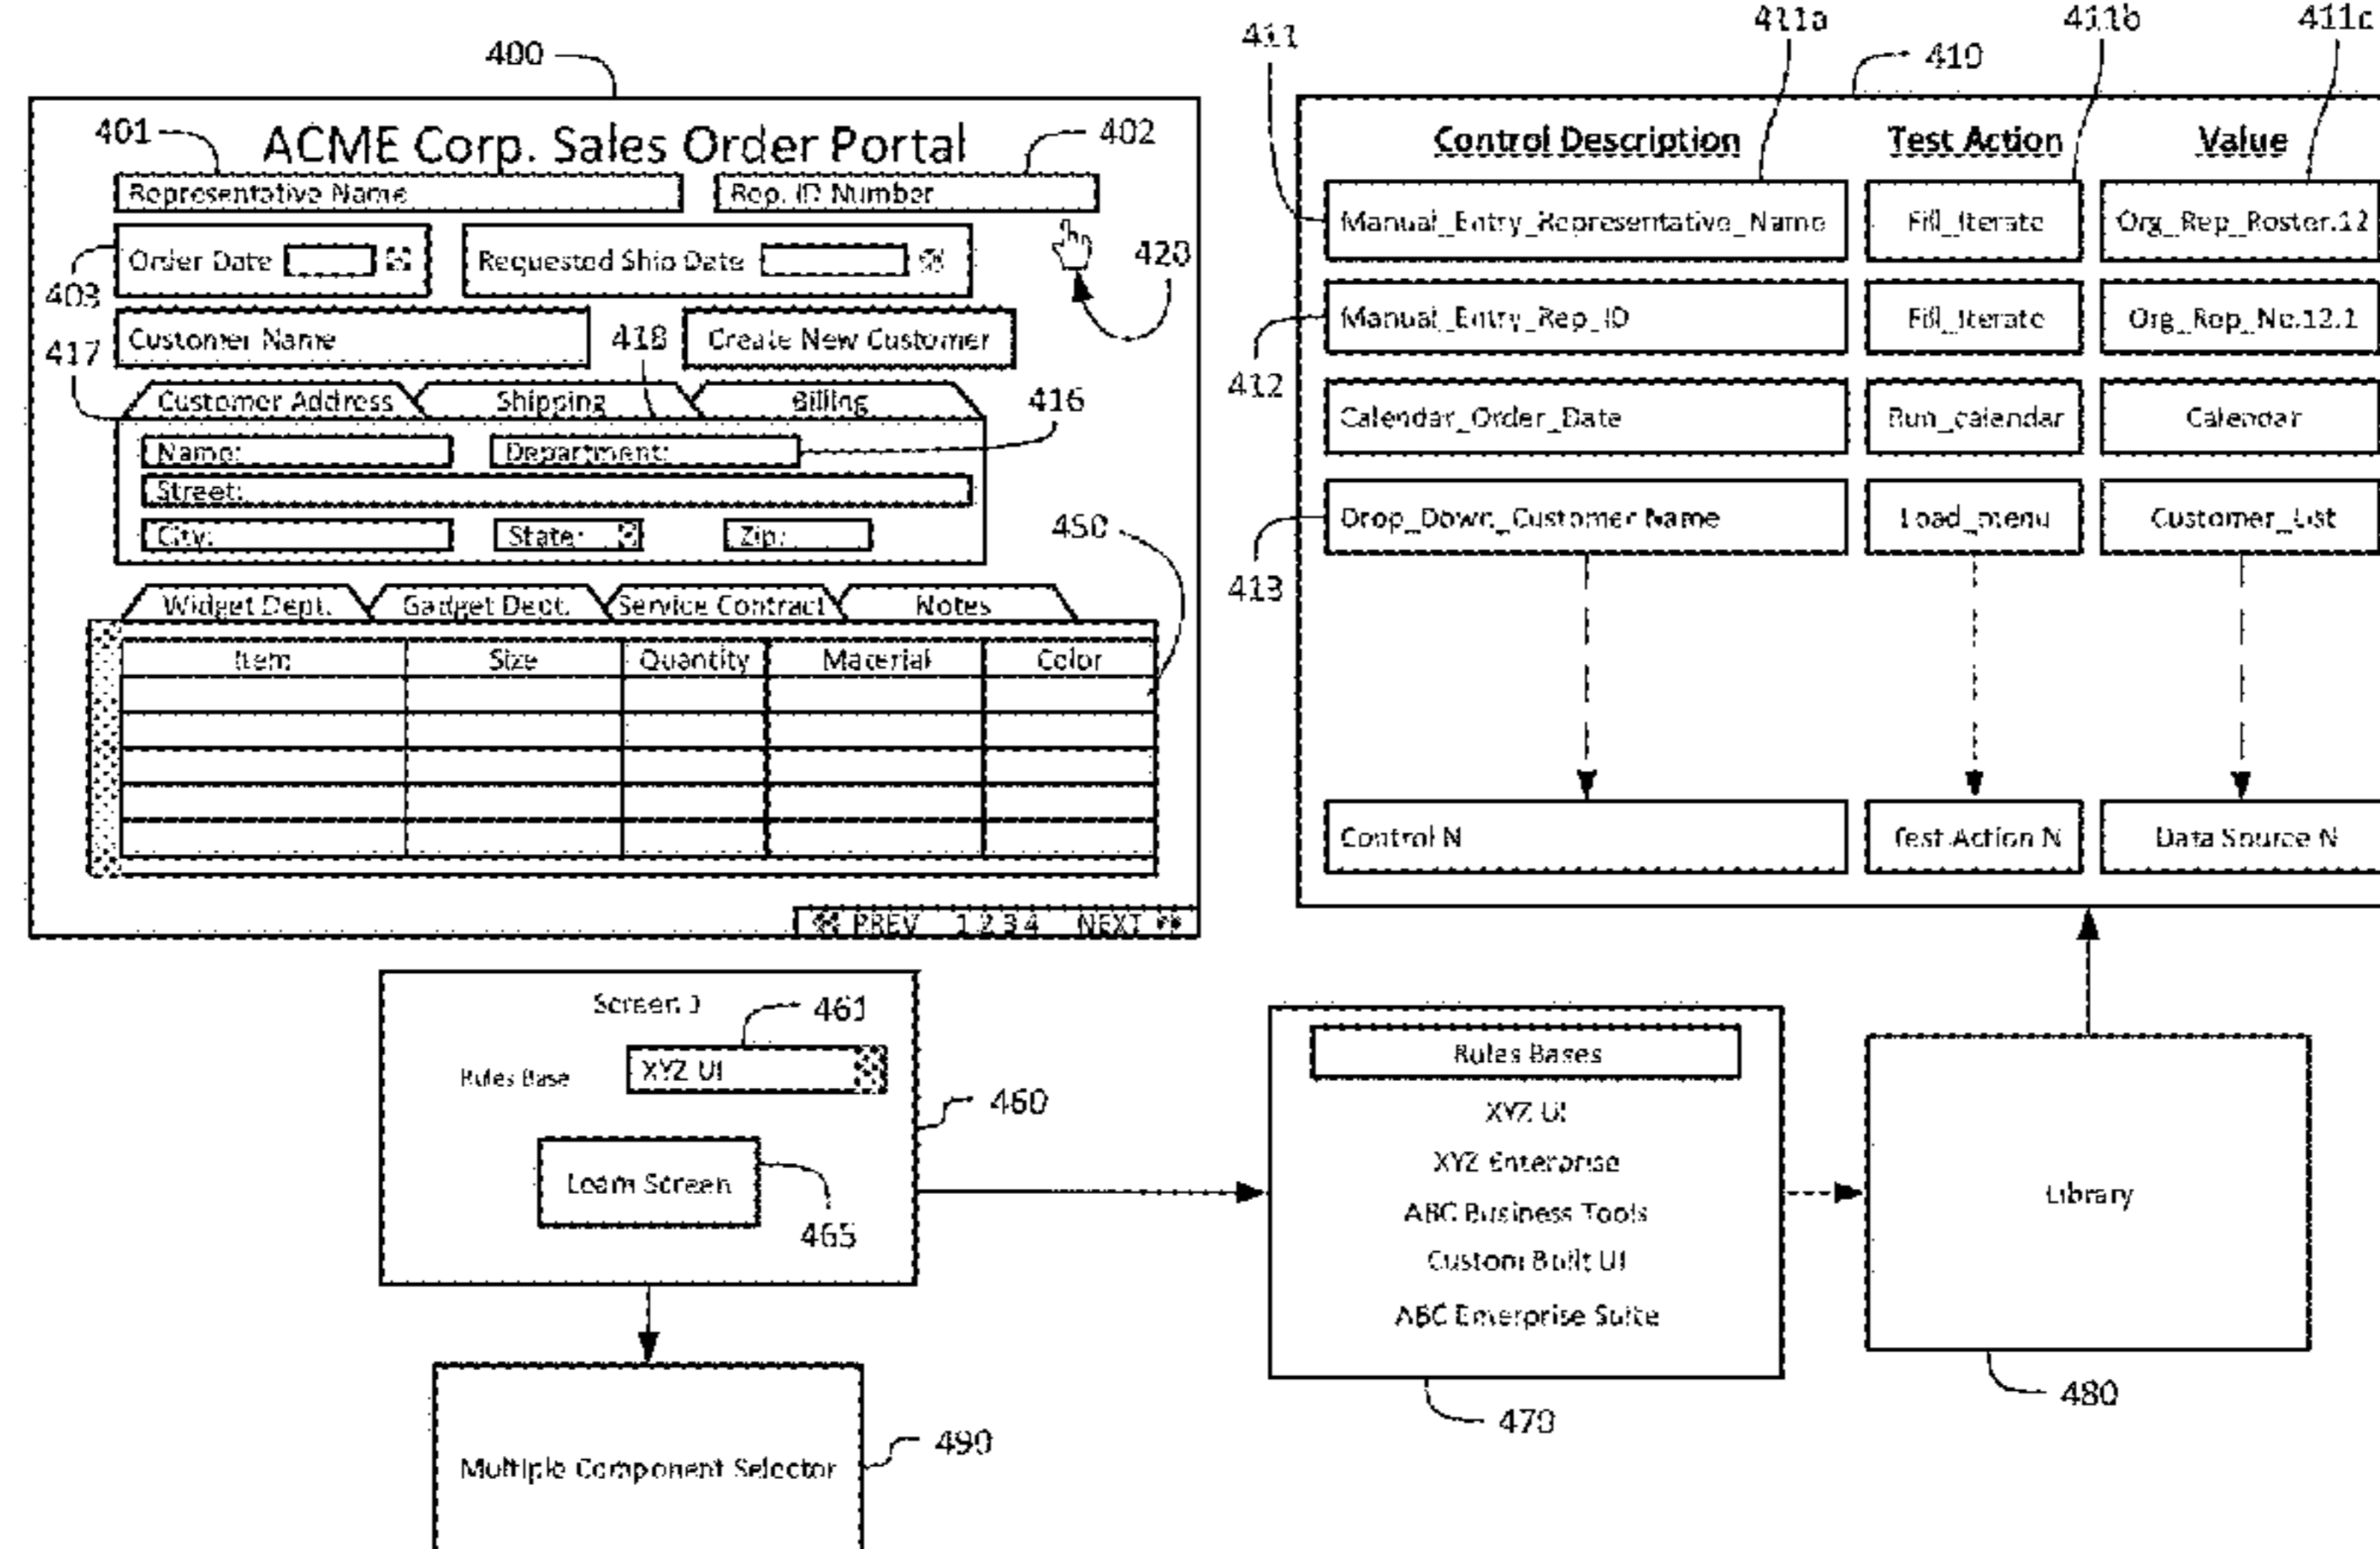 400
401
ACME Corp. Sales Order Portal
402
Representative Name
Rep. ID Number
403
Order Date
Requested Ship Date
420
Customer Name
Create New Customer
417
418
Customer Address
Shipping
Billing
416
Name:
Department:
Street:
City:
State:
Zip:
450
Widget Dept.
Gadget Dept.
Service Contract
Notes
Item
Size
Quantity
Material
Color
PREV 1 2 3 4 NEXT
411
411a
411b
411c
410
Control Description
Test Action
Value
Manual_Entry_Representative_Name
Fill_Iterate
Org_Rep_Roster.12
Manual_Entry_Rep_ID
Fill_Iterate
Org_Rep_No.12.1
412
Calendar_Order_Date
Run_calandar
Calendar
Drop_Down_Customer Name
Load_menu
Customer_List
413
Control N
Test Action N
Data Source N
Screen
461
Rules Base
XYZ UI
460
Learn Screen
465
Rules Bases
XYZ UI
XYZ Enterprise
ABC Business Tools
Custom Built UI
ABC Enterprise Suite
470
Library
480
Multiple Component Selector
490